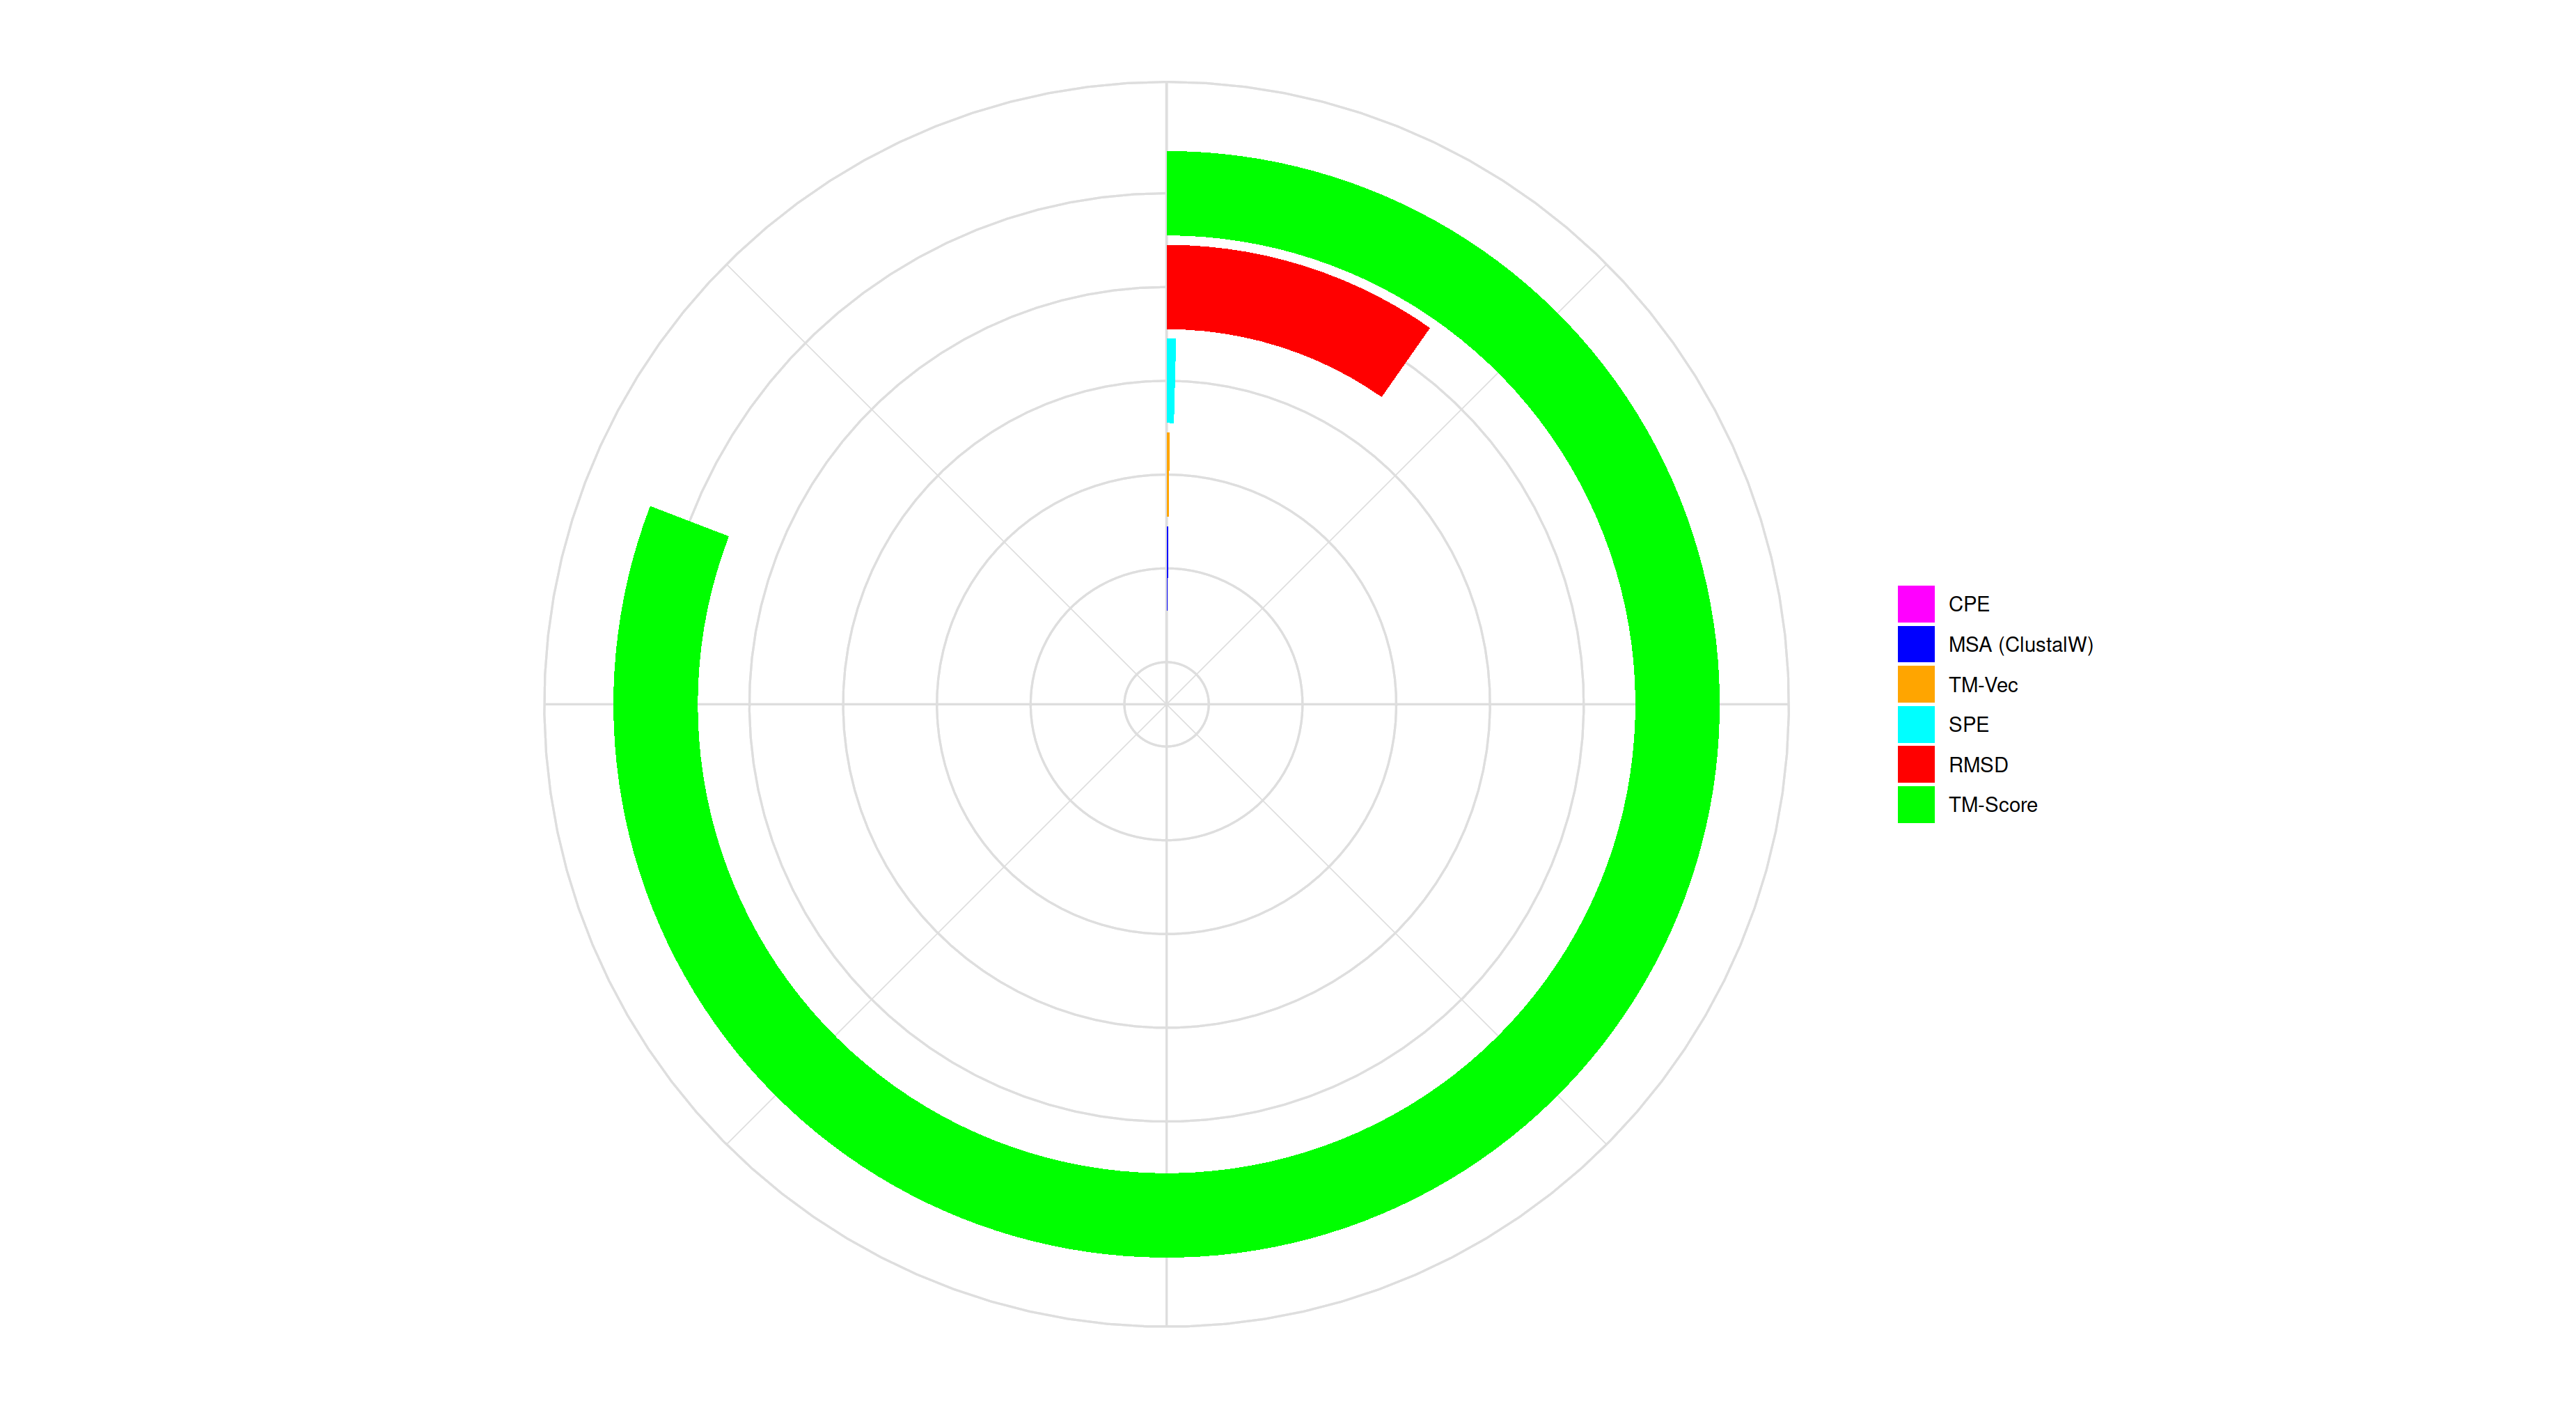 CPE
MSA (ClustalW)
TM-Vec
SPE
RMSD
TM-Score